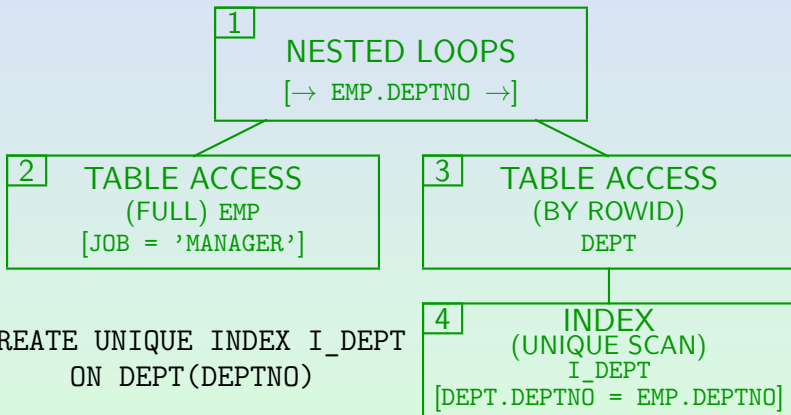 1
NESTED LOOPS
[→ EMP.DEPTNO →]
2
TABLE ACCESS
(FULL) EMP
[JOB = ’MANAGER’]
3
TABLE ACCESS
(BY ROWID)
DEPT
REATE UNIQUE INDEX I_DEPT
ON DEPT(DEPTNO)
4
INDEX
(UNIQUE SCAN)
I_DEPT
[DEPT.DEPTNO = EMP.DEPTNO]